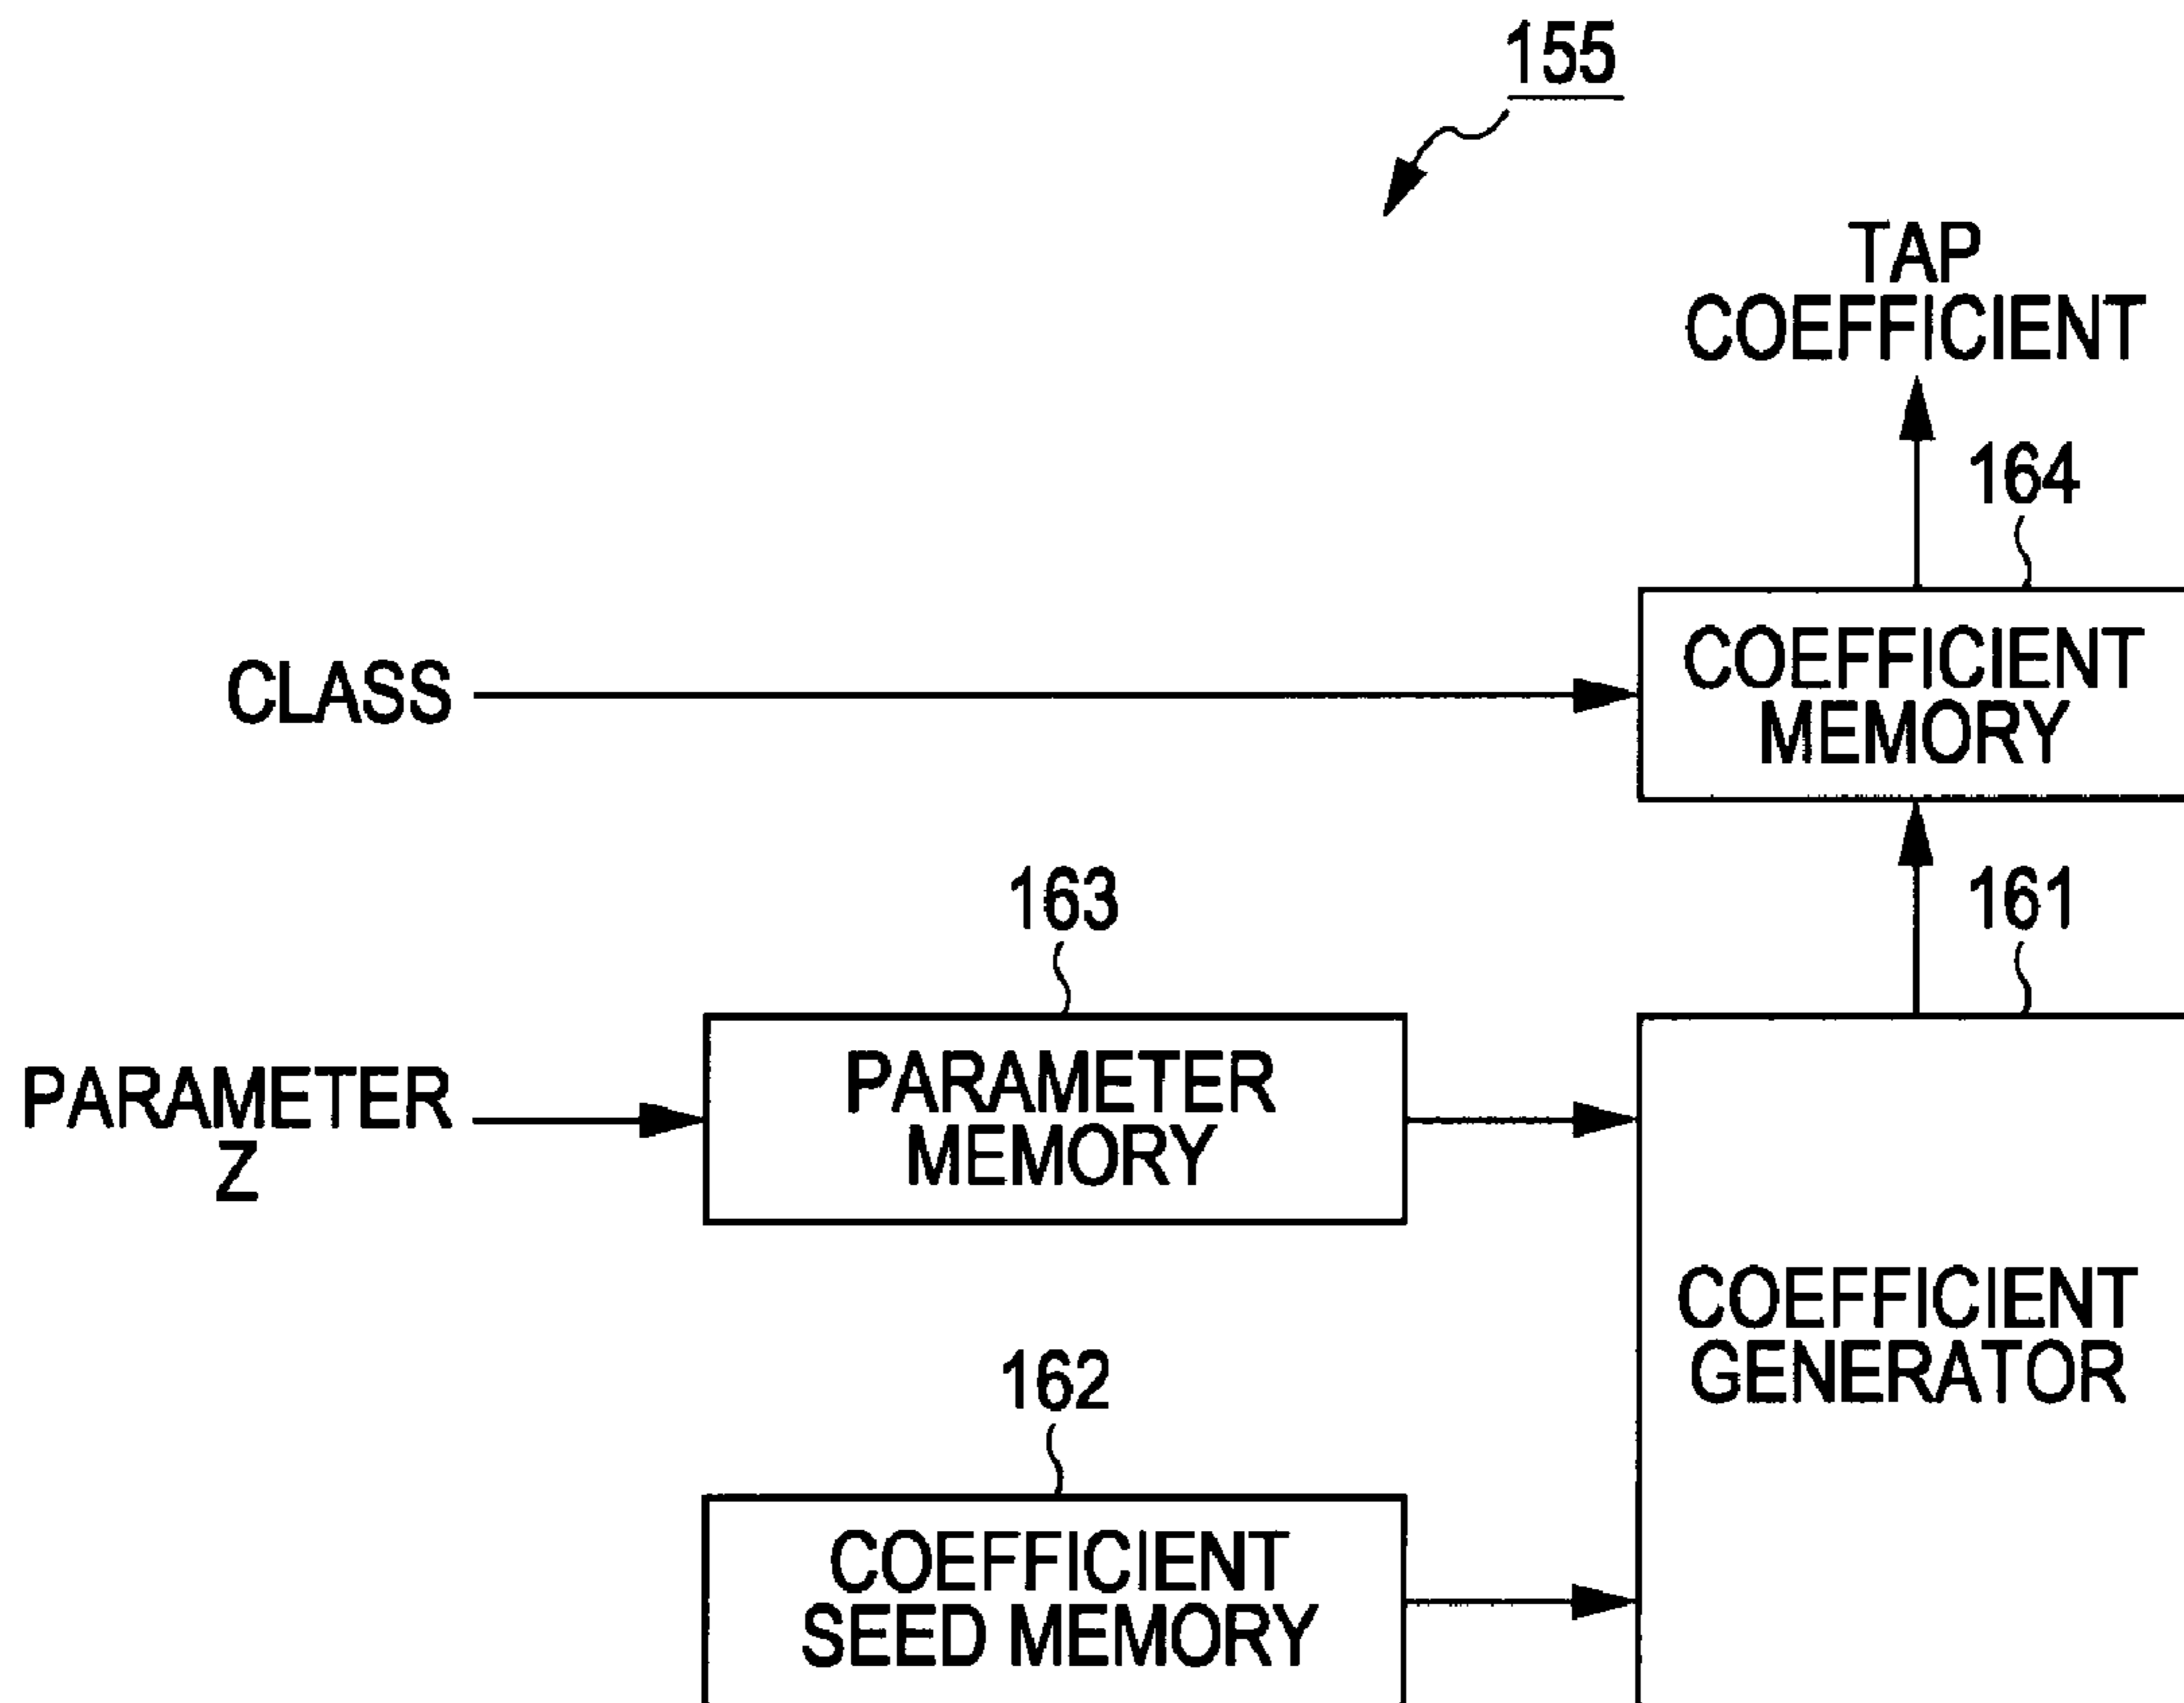 155
TAP
COEFFICIENT
164
CLASS
COEFFICIENT
MEMORY
163
161
PARAMETER
Z
PARAMETER
MEMORY
COEFFICIENT
GENERATOR
162
COEFFICIENT
SEED MEMORY